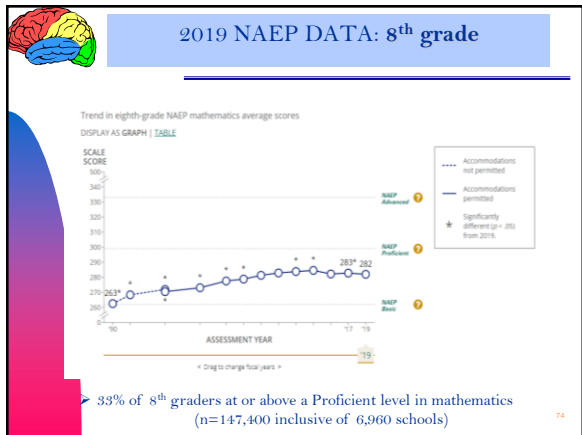 2019 NAEP DATA: 8th grade
Trend in eighth-grade NAEP mathematics average scores
DISPLAY AS GRAPH | TABLE
SCALE
SCORE
500
340
330
320
310
300
290
280
270
260
0
263*
283* 282
'90
'17 '19
ASSESSMENT YEAR
'19
< Drag to change focal years >
NAEP
Advanced ?
NAEP
Proficient ?
NAEP
Basic ?
Accommodations
not permitted
Accommodations
permitted
* Significantly
different (p < .05)
from 2019.
➢ 33% of 8th graders at or above a Proficient level in mathematics
(n=147,400 inclusive of 6,960 schools)
74